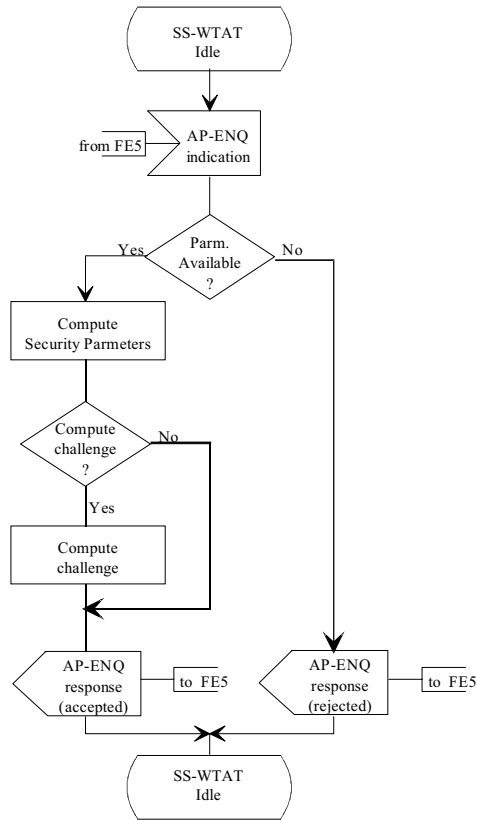 SS-WTAT
Idle
from FE5
AP-ENQ
indication
Yes
Parm.
Available
?
No
Compute
Security Parmeters
Compute
challenge
?
No
Yes
Compute
challenge
AP-ENQ
response
(accepted)
to FE5
AP-ENQ
response
(rejected)
to FE5
SS-WTAT
Idle